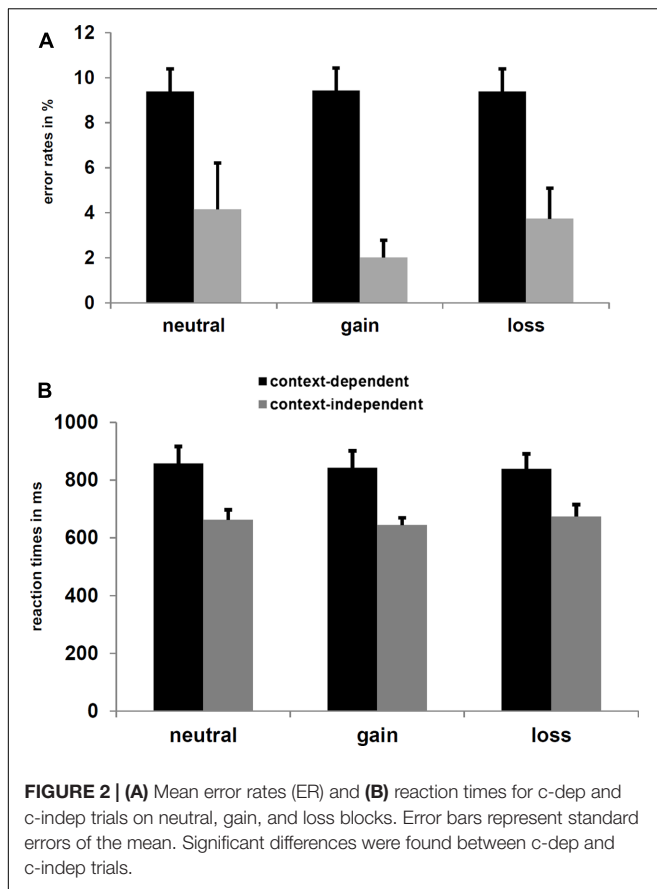 A
error rates in %
12
10
8
6
4
2
0
neutral gain loss
B
context-dependent
context-independent
reaction times in ms
1000
800
600
400
200
0
neutral gain loss
FIGURE 2 | (A) Mean error rates (ER) and (B) reaction times for c-dep and
c-indep trials on neutral, gain, and loss blocks. Error bars represent standard
errors of the mean. Significant differences were found between c-dep and
c-indep trials.